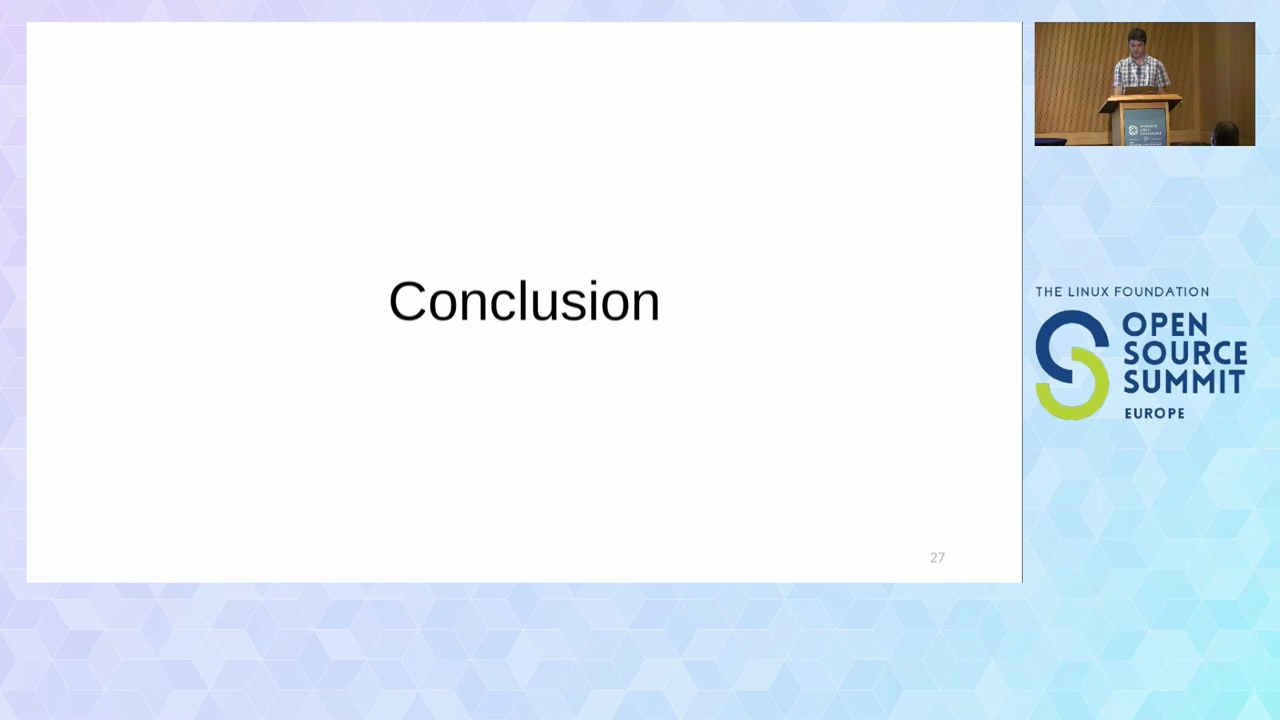 Conclusion
27
THE LINUX FOUNDATION
OPEN
SOURCE
SUMMIT
EUROPE